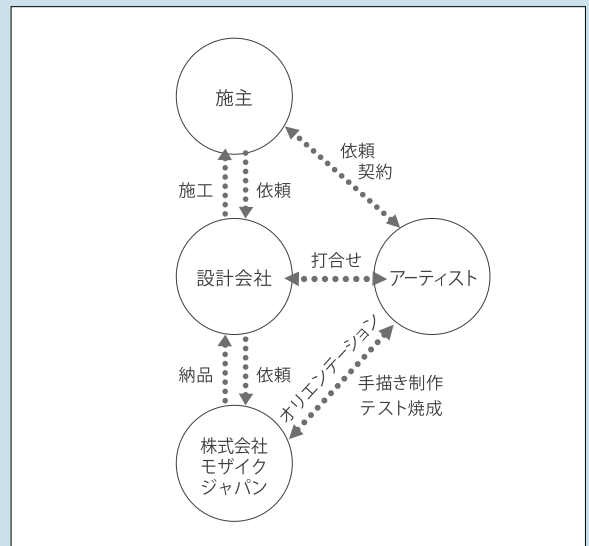 施主
依頼
契約
施工
依頼
設計会社
打合せ
アーティスト
納品
依頼
オリエンテーション
手描き制作
テスト焼成
株式会社
モザイク
ジャパン